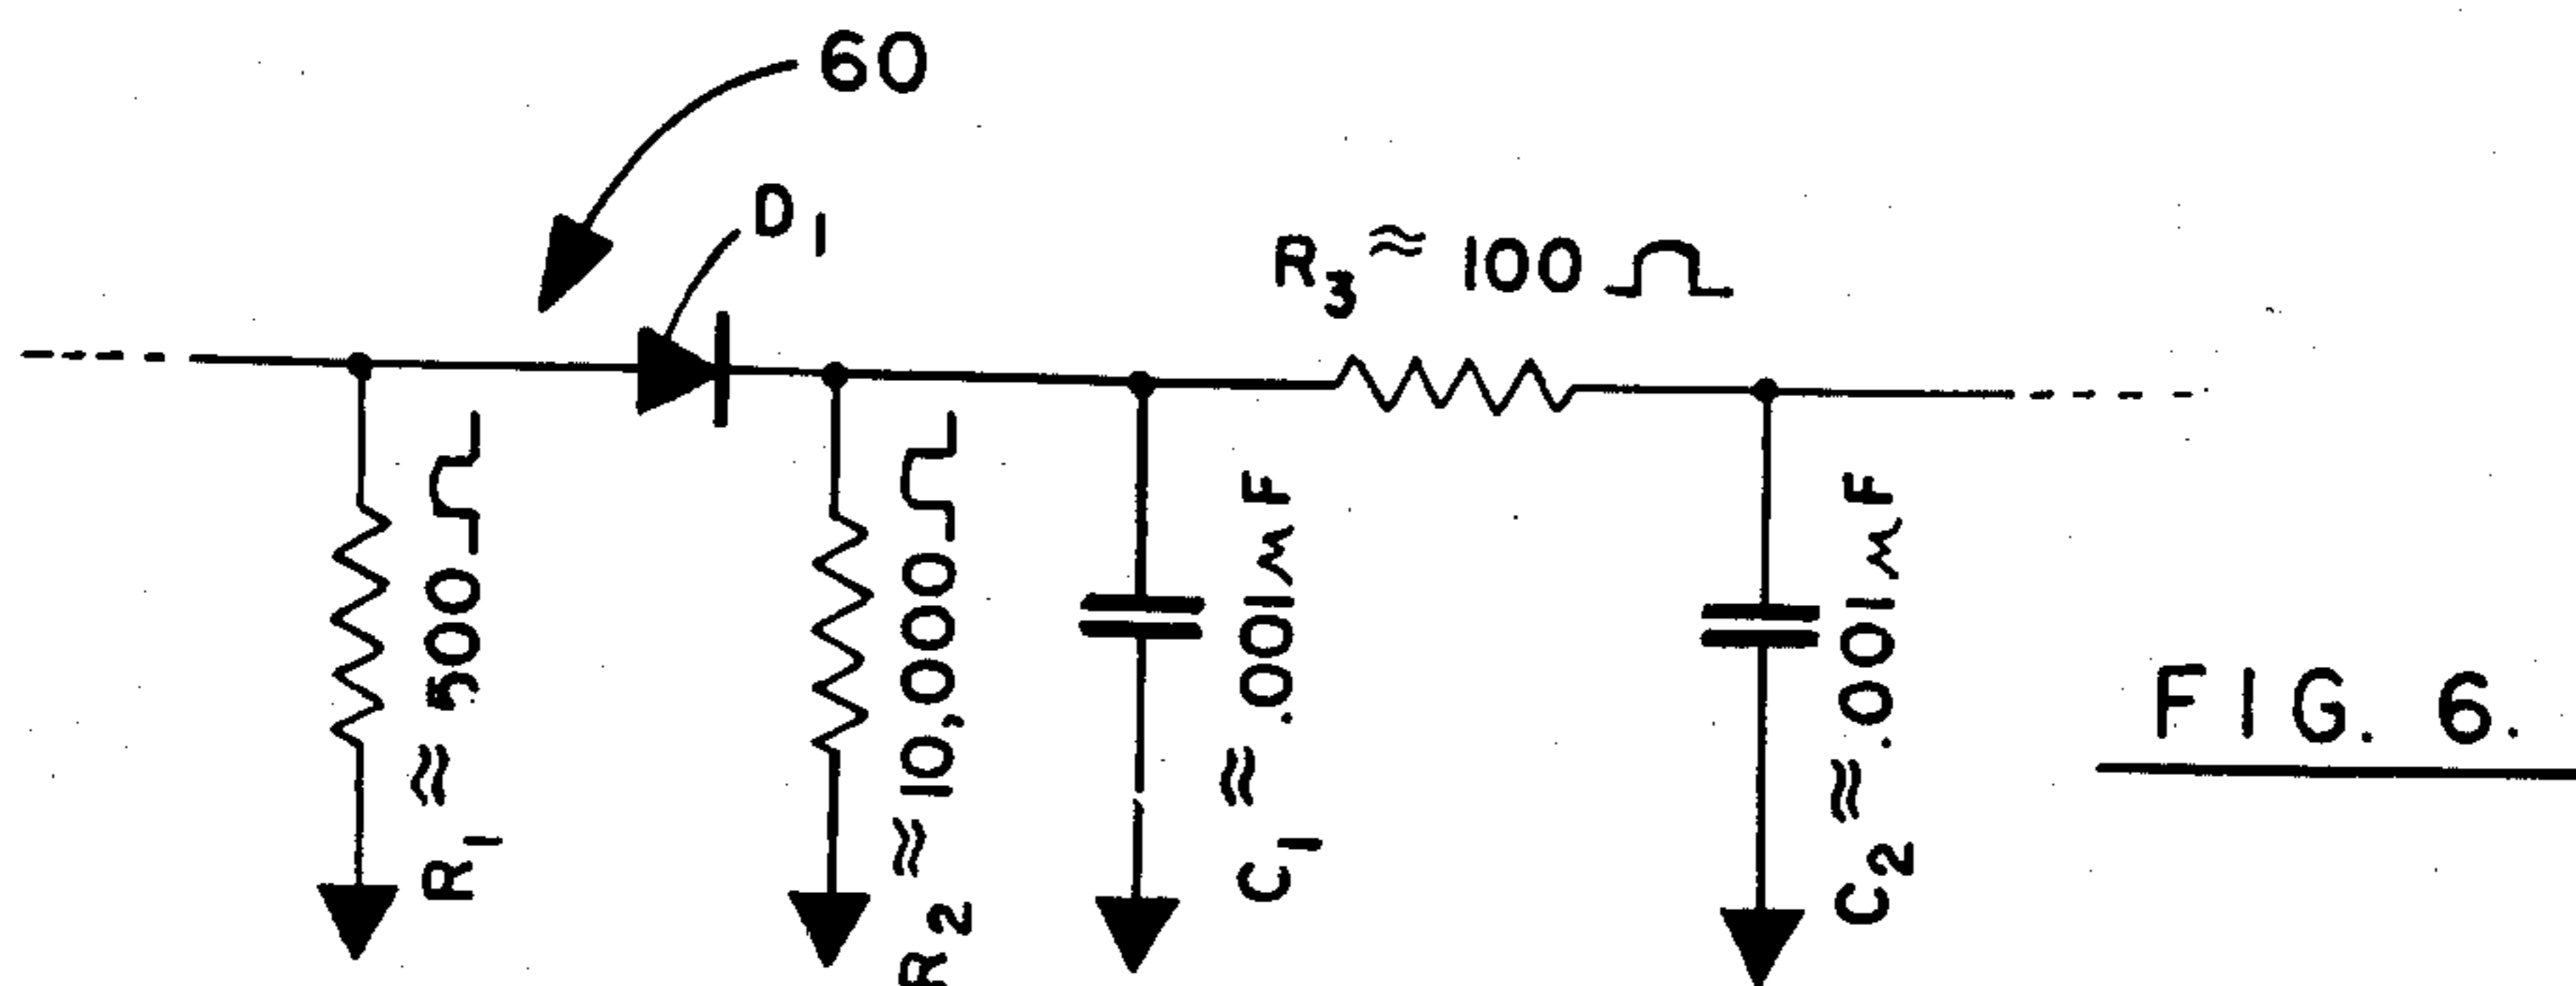 60
D₁
R₃ ≈ 100 Ω
R₁ ≈ 500 Ω
R₂ ≈ 10,000 Ω
C₁ ≈ .001 μF
C₂ ≈ .001 μF
FIG. 6.